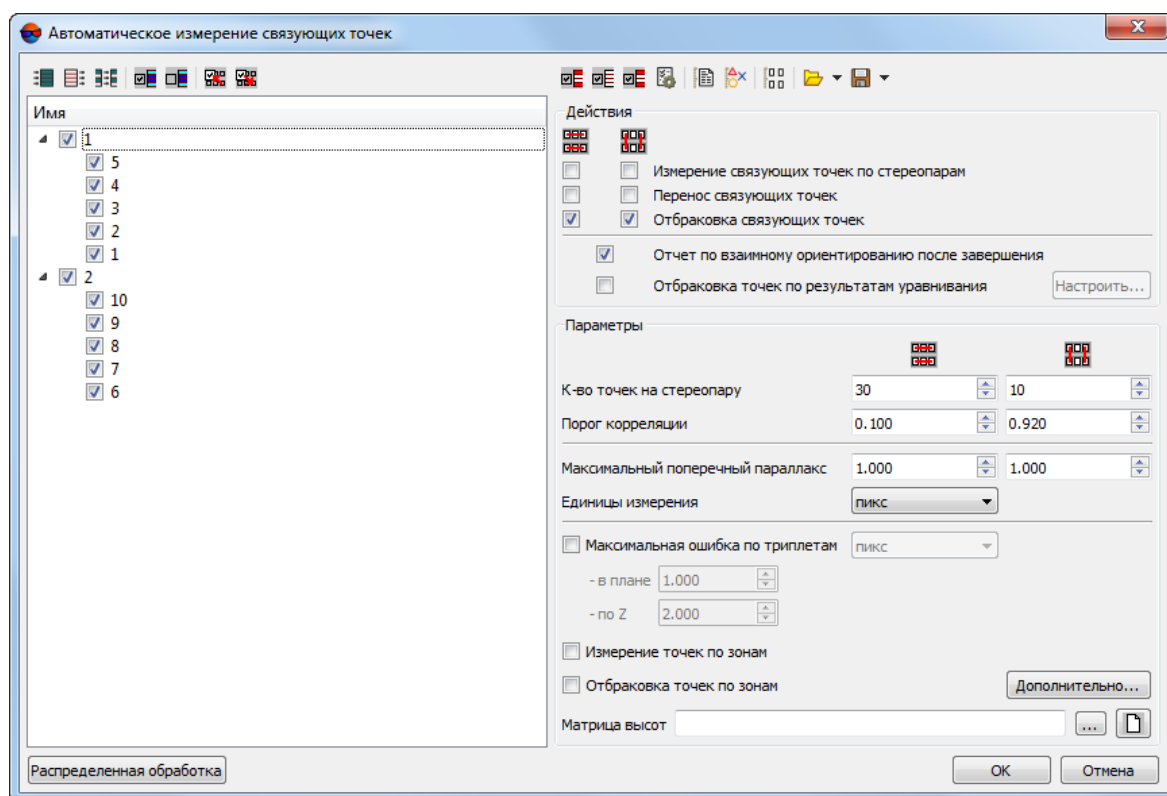 Автоматическое измерение связующих точек
Имя
1
5
4
3
2
1
2
10
9
8
7
6
Распределенная обработка
Действия
Измерение связующих точек по стереопарам
Перенос связующих точек
Отбраковка связующих точек
Отчет по взаимному ориентированию после завершения
Отбраковка точек по результатам уравнивания Настроить...
Параметры
К-во точек на стереопару 30 10
Порог корреляции 0.100 0.920
Максимальный поперечный параллакс 1.000 1.000
Единицы измерения пикс
Максимальная ошибка по триплетам пикс
- в плане 1.000
- по Z 2.000
Измерение точек по зонам
Отбраковка точек по зонам Дополнительно...
Матрица высот ...
OK Отмена